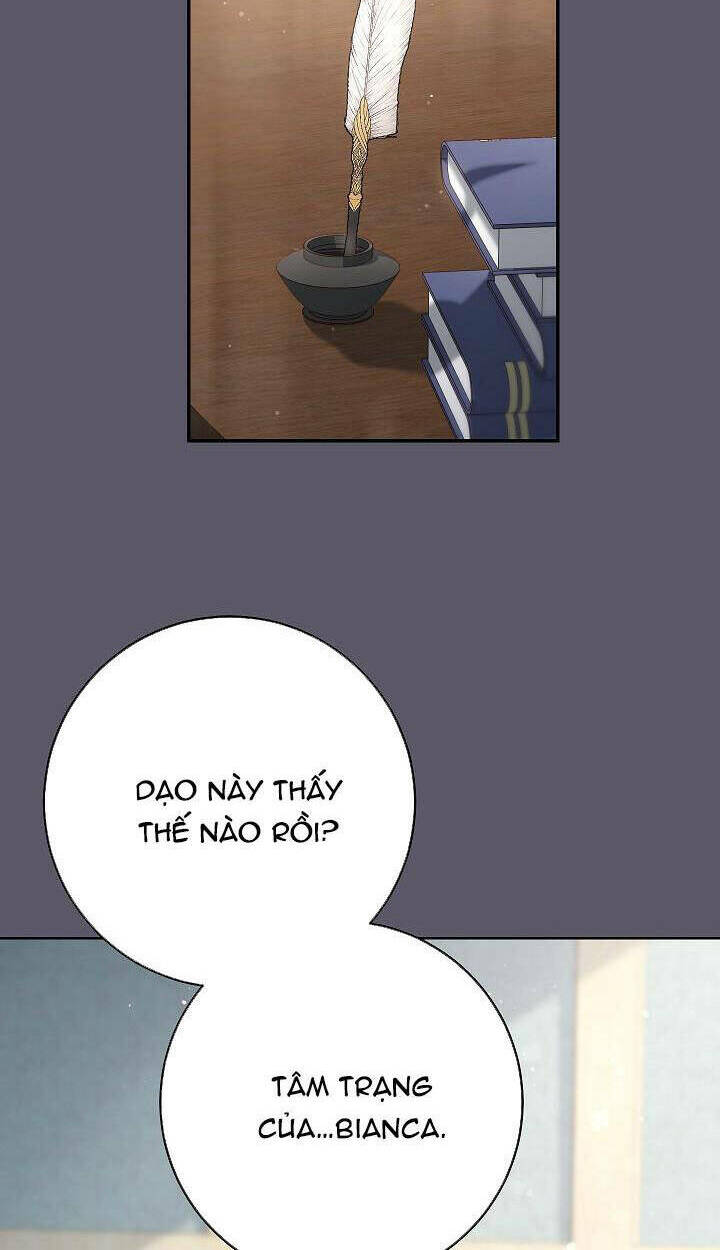 DẠO NÀY THẤY
THẾ NÀO RỒI?
TÂM TRẠNG
CỦA...BIANCA.